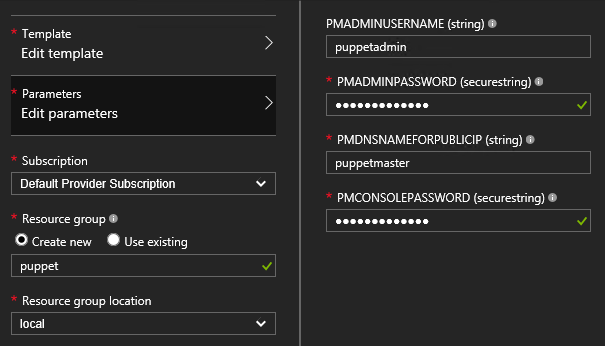 * Template
Edit template
* Parameters
Edit parameters
* Subscription
Default Provider Subscription
* Resource group
Create new
Use existing
puppet
* Resource group location
local
PMADMINUSERNAME (string)
puppetadmin
* PMADMINPASSWORD (securestring)
•••••••••••••
* PMDNSNAMEFORPUBLICIP (string)
puppetmaster
* PMCONSOLEPASSWORD (securestring)
•••••••••••••